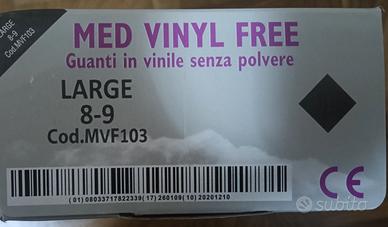 LARGE
8-9
Cod.MVF103
MED VINYL FREE
Guanti in vinile senza polvere
LARGE
8-9
Cod.MVF103
(01) 08033717822339 (17) 260109 (10) 20201210
CE
subito